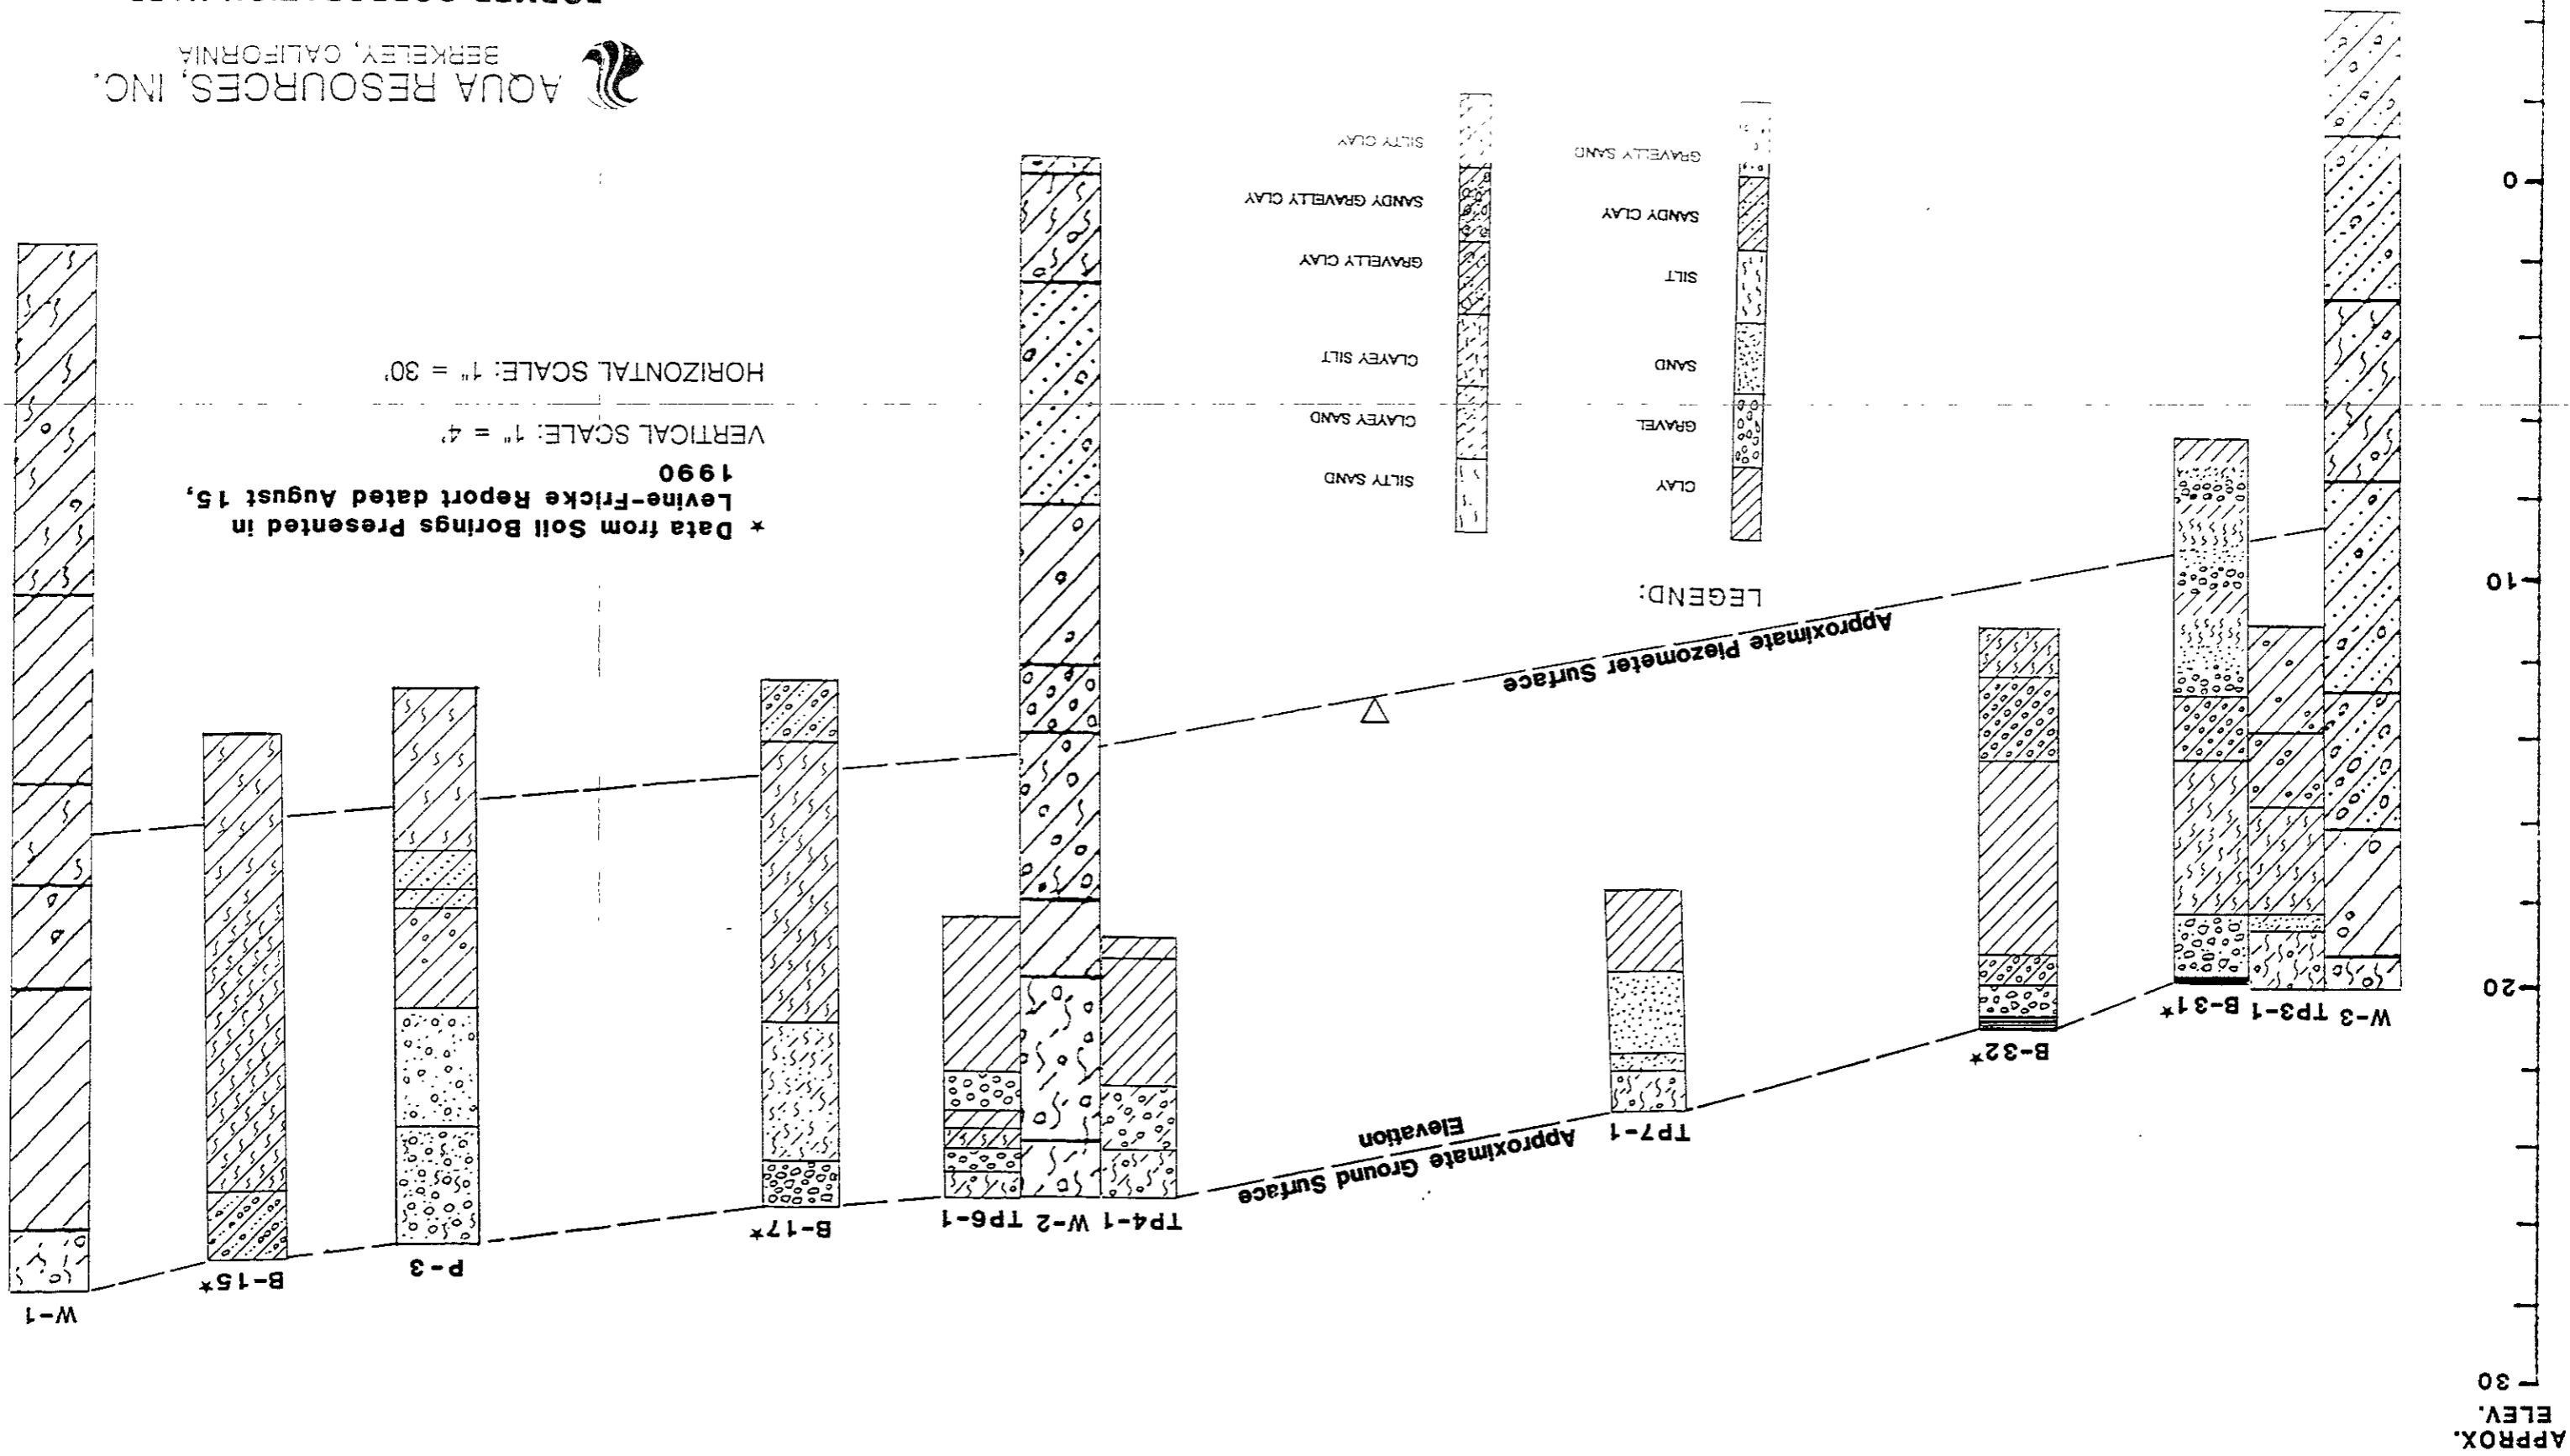 APPROX.
ELEV.
30
20
10
0
W-3 TP3-1 B-31*
B-32*
TP7-1
TP4-1 W-2 TP6-1
B-17*
P-3
B-15*
W-1
Approximate Ground Surface
Elevation
Approximate Piezometer Surface
LEGEND:
CLAY
GRAVEL
SAND
SILT
SANDY CLAY
GRAVELLY SAND
SILTY SAND
CLAYEY SAND
CLAYEY SILT
GRAVELLY CLAY
SANDY GRAVELLY CLAY
SILTY CLAY
* Data from Soil Borings Presented in
Levine-Fricke Report dated August 15,
1990
VERTICAL SCALE: 1" = 4'
HORIZONTAL SCALE: 1" = 30'
AQUA RESOURCES, INC.
BERKELEY, CALIFORNIA